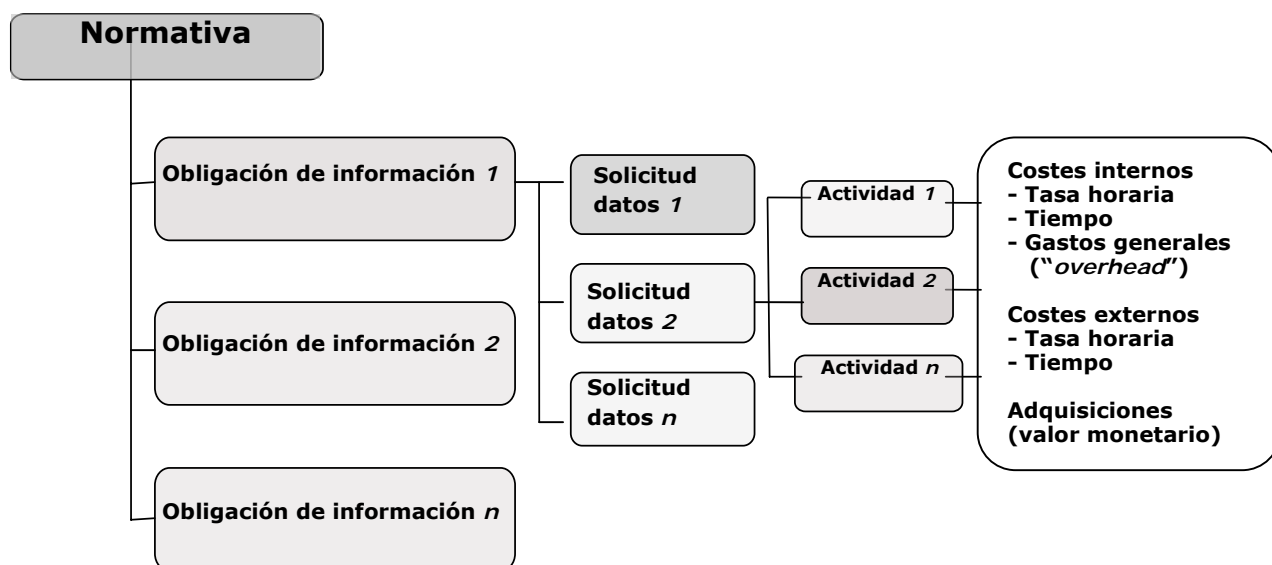 Normativa
Obligación de información 1
Solicitud
datos 1
Actividad 1
Costes internos
- Tasa horaria
- Tiempo
- Gastos generales
("overhead")
Solicitud
datos 2
Actividad 2
Obligación de información 2
Costes externos
- Tasa horaria
- Tiempo
Actividad n
Solicitud
datos n
Adquisiciones
(valor monetario)
Obligación de información n